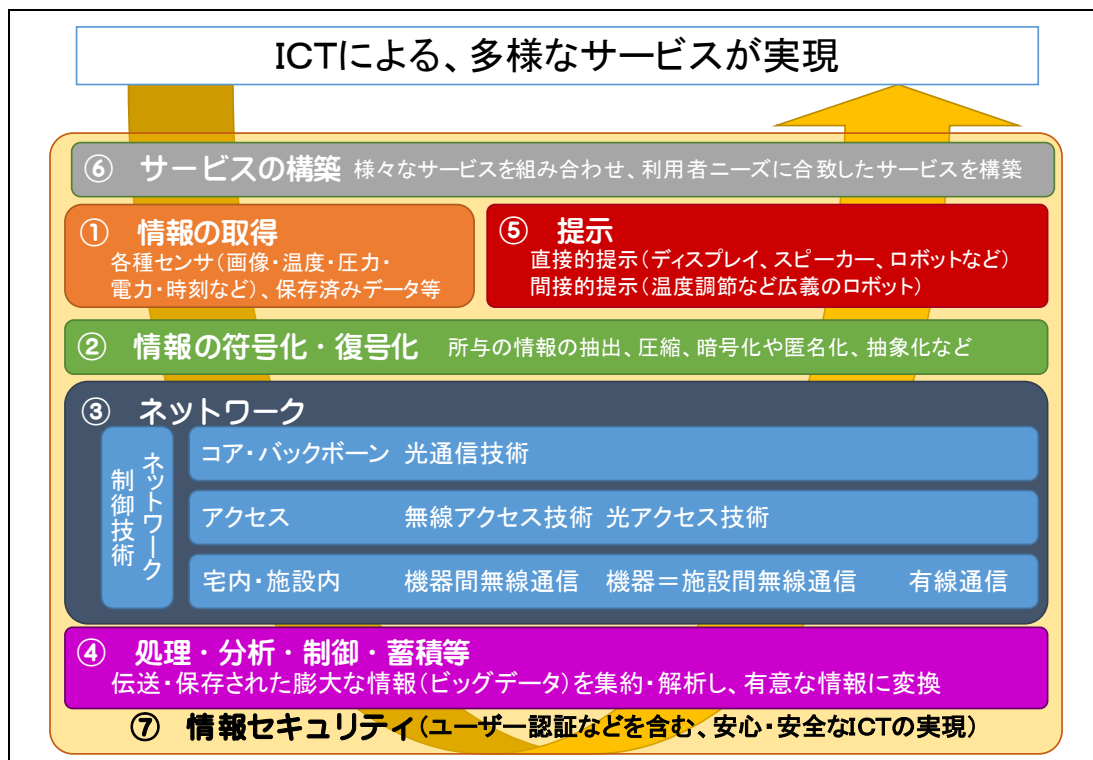 ICTによる、多様なサービスが実現
⑥ サービスの構築 様々なサービスを組み合わせ、利用者ニーズに合致したサービスを構築
① 情報の取得
各種センサ(画像・温度・圧力・
電力・時刻など)、保存済みデータ等
⑤ 提示
直接的提示(ディスプレイ、スピーカー、ロボットなど)
間接的提示(温度調節など広義のロボット)
② 情報の符号化・復号化 所与の情報の抽出、圧縮、暗号化や匿名化、抽象化など
③ ネットワーク
ネットワーク
制御技術
コア・バックボーン 光通信技術
アクセス 無線アクセス技術 光アクセス技術
宅内・施設内 機器間無線通信 機器=施設間無線通信 有線通信
④ 処理・分析・制御・蓄積等
伝送・保存された膨大な情報(ビッグデータ)を集約・解析し、有意な情報に変換
⑦ 情報セキュリティ(ユーザー認証などを含む、安心・安全なICTの実現)